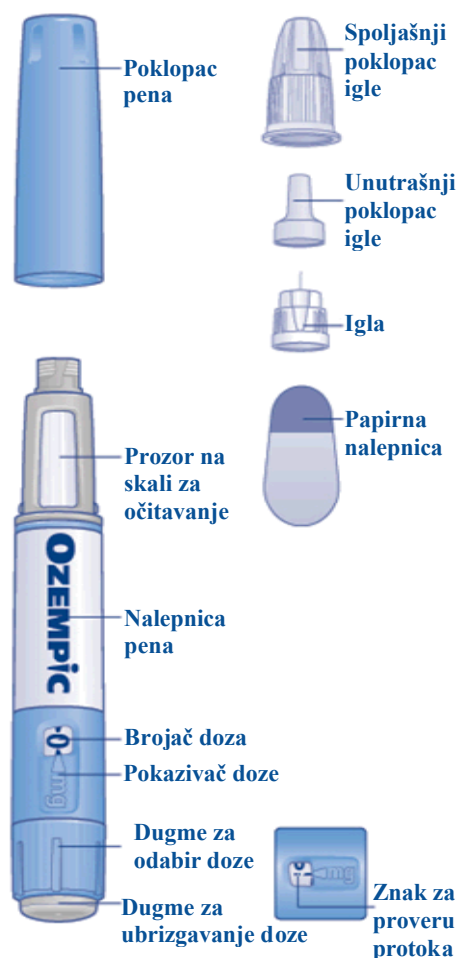 Poklopac
pena
Spoljašnji
poklopac
igle
Unutrašnji
poklopac
igle
Igla
Papirna
nalepnica
Prozor na
skali za
očitavanje
OZEMPIC
Nalepnica
pena
0
Brojač doza
Pokazivač doze
mg
Dugme za
odabir doze
Dugme za
ubrizgavanje doze
mg
Znak za
proveru
protoka